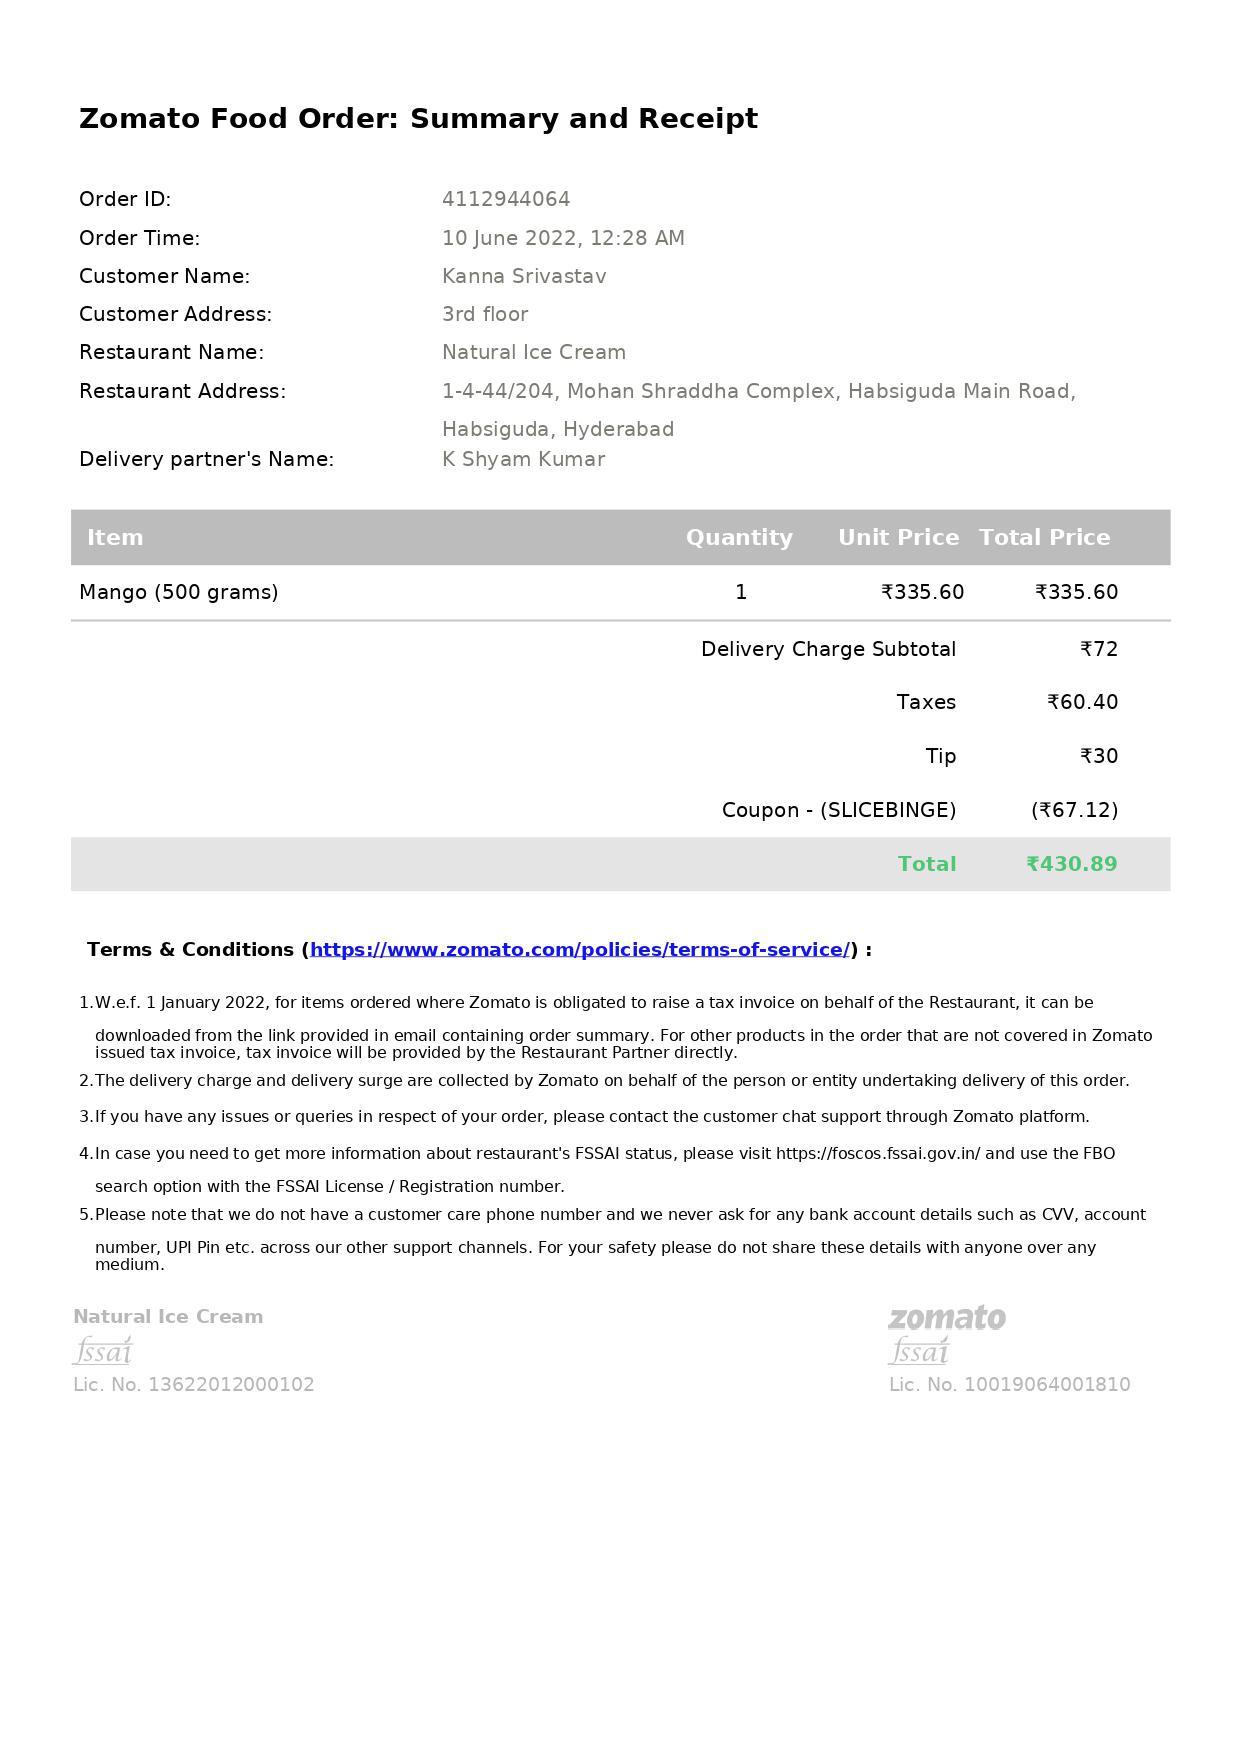 Zomato Food Order: Summary and Receipt
Order ID: 4112944064
Order Time: 10 June 2022, 12:28 AM
Customer Name: Kanna Srivastav
Customer Address: 3rd floor
Restaurant Name: Natural Ice Cream
Restaurant Address: 1-4-44/204, Mohan Shraddha Complex, Habsiguda Main Road,
Habsiguda, Hyderabad
Delivery partner's Name: K Shyam Kumar
Item Quantity Unit Price Total Price
Mango (500 grams) 1 ₹335.60 ₹335.60
Delivery Charge Subtotal ₹72
Taxes ₹60.40
Tip ₹30
Coupon - (SLICEBINGE) (₹67.12)
Total ₹430.89
Terms & Conditions (https://www.zomato.com/policies/terms-of-service/) :
1.W.e.f. 1 January 2022, for items ordered where Zomato is obligated to raise a tax invoice on behalf of the Restaurant, it can be
downloaded from the link provided in email containing order summary. For other products in the order that are not covered in Zomato
issued tax invoice, tax invoice will be provided by the Restaurant Partner directly.
2.The delivery charge and delivery surge are collected by Zomato on behalf of the person or entity undertaking delivery of this order.
3.If you have any issues or queries in respect of your order, please contact the customer chat support through Zomato platform.
4.In case you need to get more information about restaurant's FSSAI status, please visit https://foscos.fssai.gov.in/ and use the FBO
search option with the FSSAI License / Registration number.
5.Please note that we do not have a customer care phone number and we never ask for any bank account details such as CVV, account
number, UPI Pin etc. across our other support channels. For your safety please do not share these details with anyone over any
medium.
Natural Ice Cream zomato
fssai fssai
Lic. No. 13622012000102 Lic. No. 10019064001810